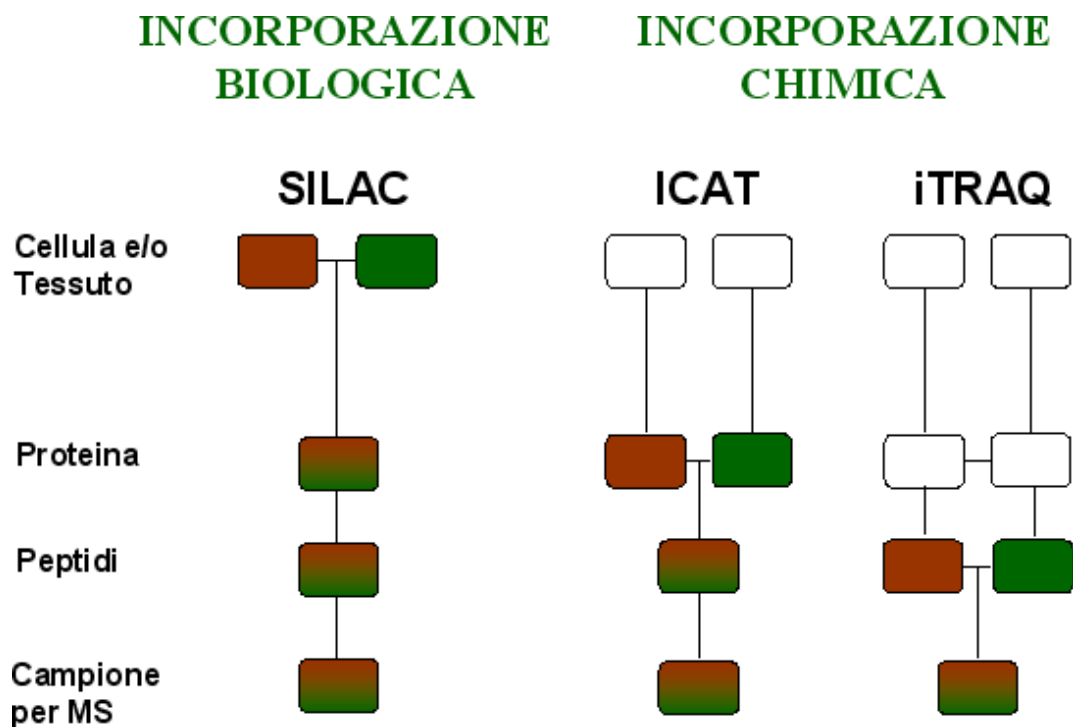 INCORPORAZIONE
BIOLOGICA
INCORPORAZIONE
CHIMICA
SILAC
ICAT
iTRAQ
Cellula e/o
Tessuto
Proteina
Peptidi
Campione
per MS